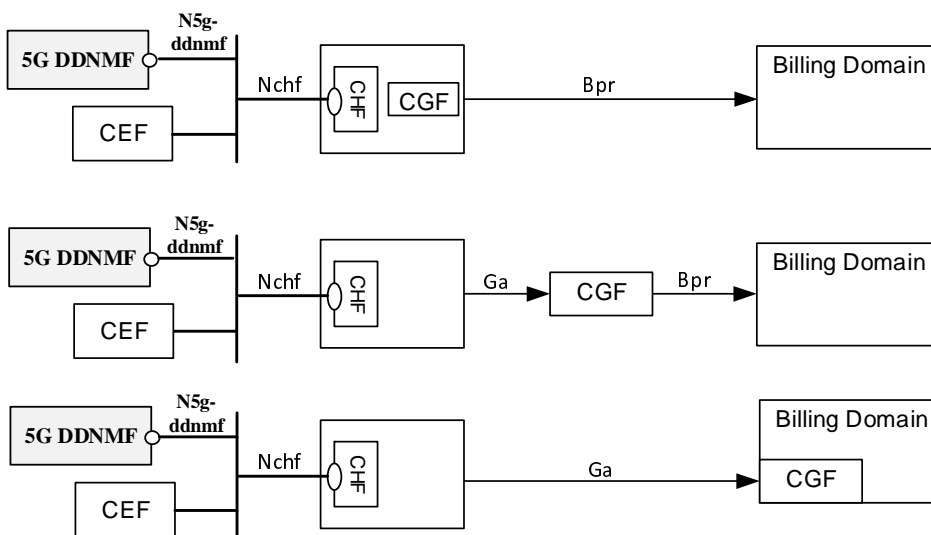 N5g-
ddnmf
5G DDNMF
Nchf
CEF
CHF
CGF
Bpr
Billing Domain
N5g-
ddnmf
5G DDNMF
Nchf
CEF
CHF
Ga
CGF
Bpr
Billing Domain
N5g-
ddnmf
5G DDNMF
Nchf
CEF
CHF
Ga
Billing Domain
CGF